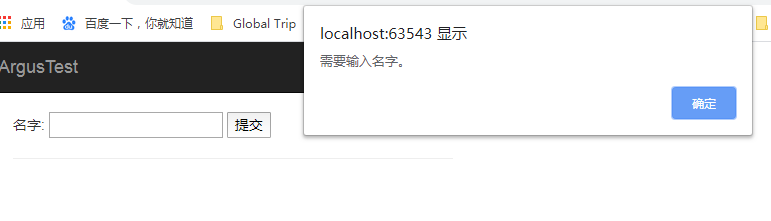 应用 百度一下，你就知道 Global Trip
localhost:63543 显示
需要输入名字。
确定
ArgusTest
名字: 提交